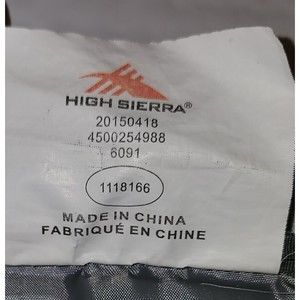 HIGH SIERRA®
20150418
4500254988
6091
1118166
MADE IN CHINA
FABRIQUÉ EN CHINE